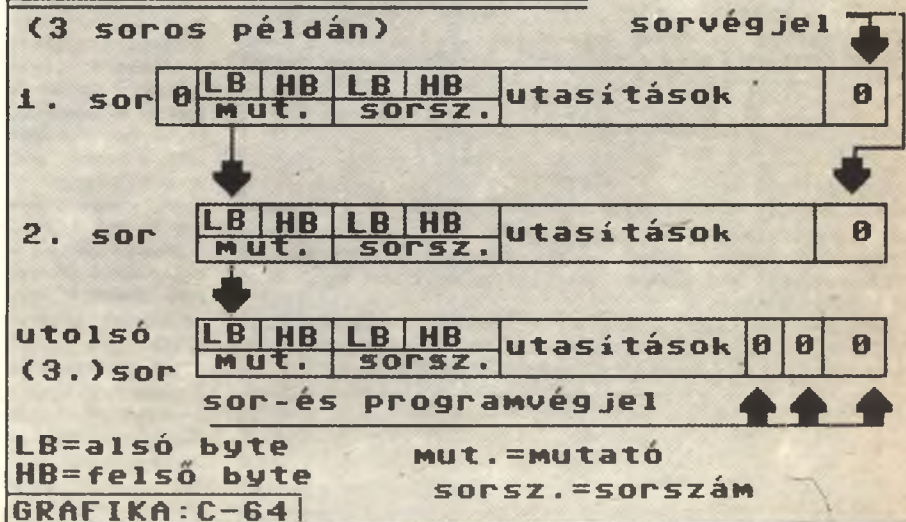 (3 soros példán)
sorvégjel
1. sor 0 LB HB LB HB utasítások 0
mut. sorsz.
2. sor LB HB LB HB utasítások 0
mut. sorsz.
utolsó LB HB LB HB utasítások 0 0 0
(3.)sor mut. sorsz.
sor-és programvégjel
LB=alsó byte
HB=felső byte
mut.=mutató
sorsz.=sorszám
GRAFIKA:C-64